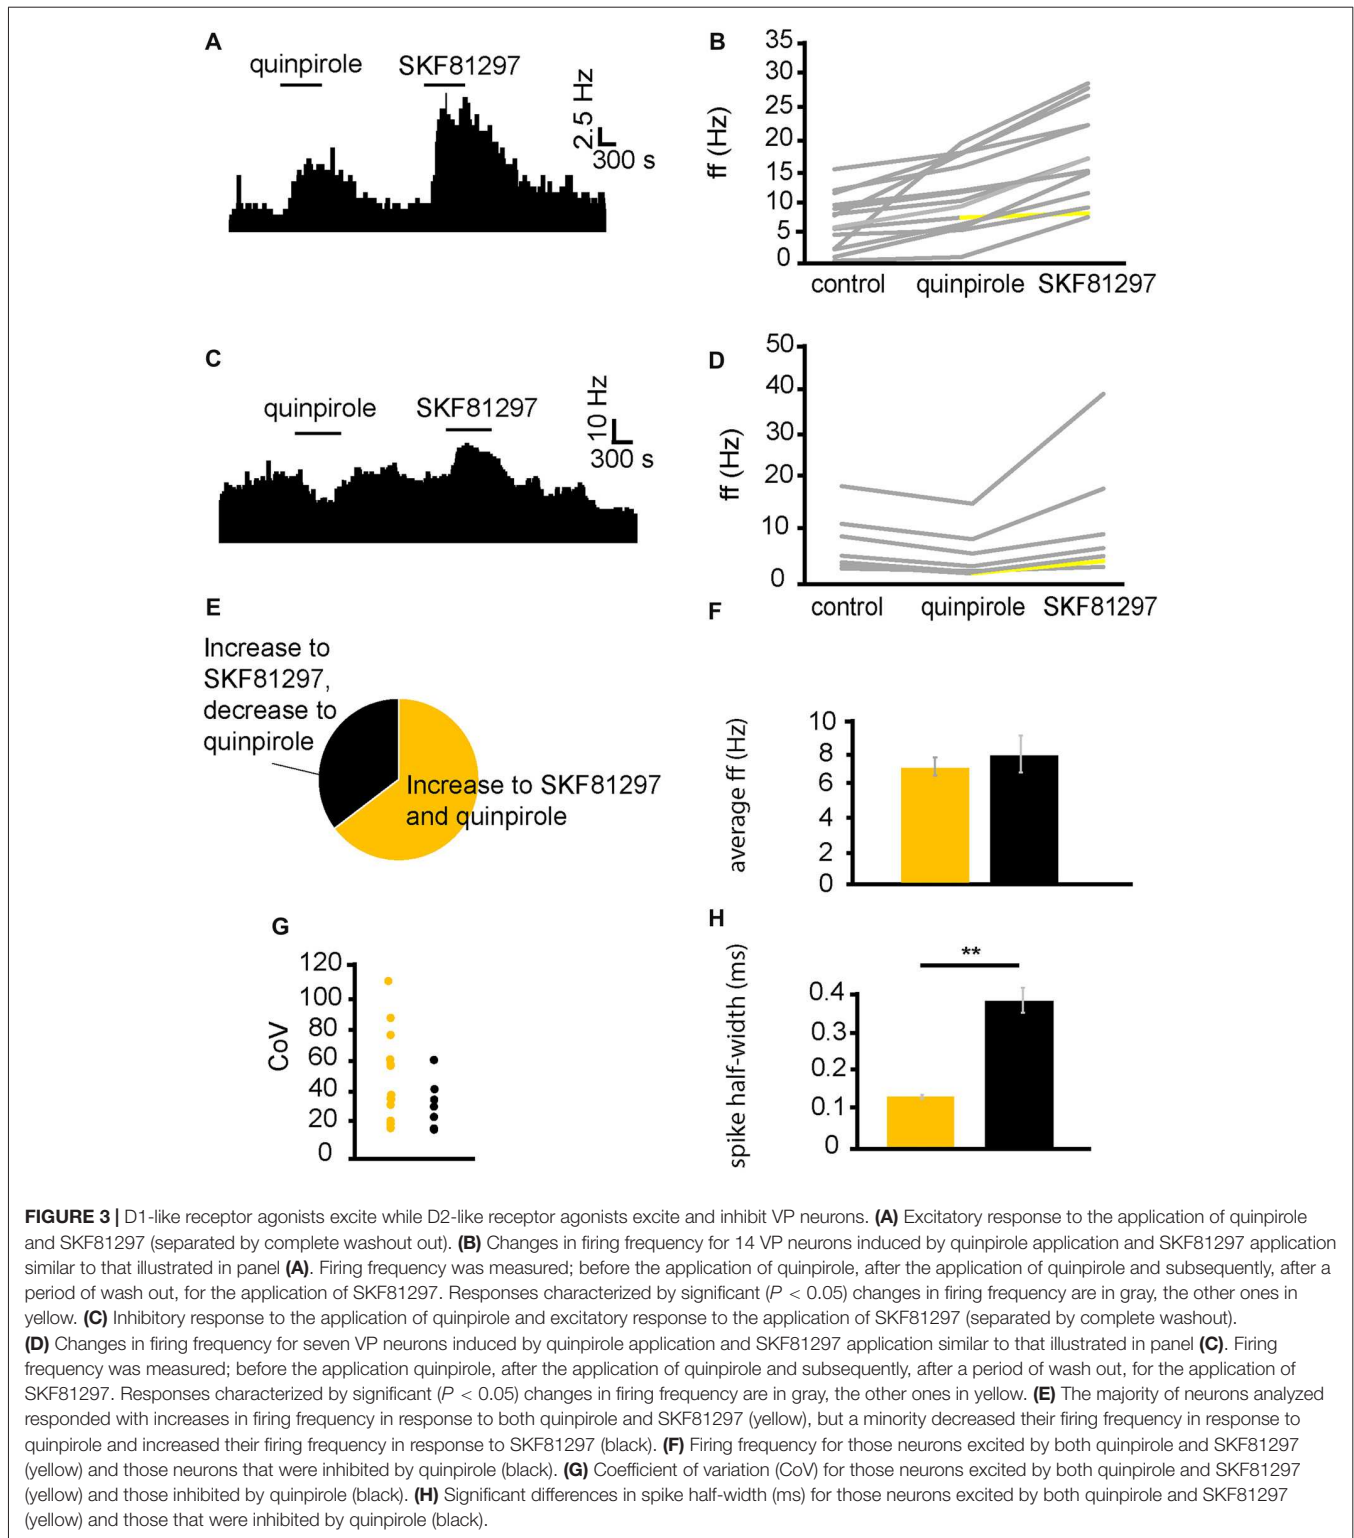 A
quinpirole
SKF81297
2.5 Hz
300 s
B
35
30
25
20
15
10
5
0
ff (Hz)
control
quinpirole
SKF81297
C
quinpirole
SKF81297
10 Hz
300 s
D
50
40
30
20
10
0
ff (Hz)
control
quinpirole
SKF81297
E
Increase to
SKF81297,
decrease to
quinpirole
Increase to SKF81297
and quinpirole
F
10
8
6
4
2
0
average ff (Hz)
G
120
100
80
60
40
20
0
CoV
H
**
0.4
0.3
0.2
0.1
0
spike half-width (ms)
FIGURE 3 | D1-like receptor agonists excite while D2-like receptor agonists excite and inhibit VP neurons. (A) Excitatory response to the application of quinpirole
and SKF81297 (separated by complete washout out). (B) Changes in firing frequency for 14 VP neurons induced by quinpirole application and SKF81297 application
similar to that illustrated in panel (A). Firing frequency was measured; before the application of quinpirole, after the application of quinpirole and subsequently, after a
period of wash out, for the application of SKF81297. Responses characterized by significant (P < 0.05) changes in firing frequency are in gray, the other ones in
yellow. (C) Inhibitory response to the application of quinpirole and excitatory response to the application of SKF81297 (separated by complete washout).
(D) Changes in firing frequency for seven VP neurons induced by quinpirole application and SKF81297 application similar to that illustrated in panel (C). Firing
frequency was measured; before the application quinpirole, after the application of quinpirole and subsequently, after a period of wash out, for the application of
SKF81297. Responses characterized by significant (P < 0.05) changes in firing frequency are in gray, the other ones in yellow. (E) The majority of neurons analyzed
responded with increases in firing frequency in response to both quinpirole and SKF81297 (yellow), but a minority decreased their firing frequency in response to
quinpirole and increased their firing frequency in response to SKF81297 (black). (F) Firing frequency for those neurons excited by both quinpirole and SKF81297
(yellow) and those neurons that were inhibited by quinpirole (black). (G) Coefficient of variation (CoV) for those neurons excited by both quinpirole and SKF81297
(yellow) and those inhibited by quinpirole (black). (H) Significant differences in spike half-width (ms) for those neurons excited by both quinpirole and SKF81297
(yellow) and those that were inhibited by quinpirole (black).